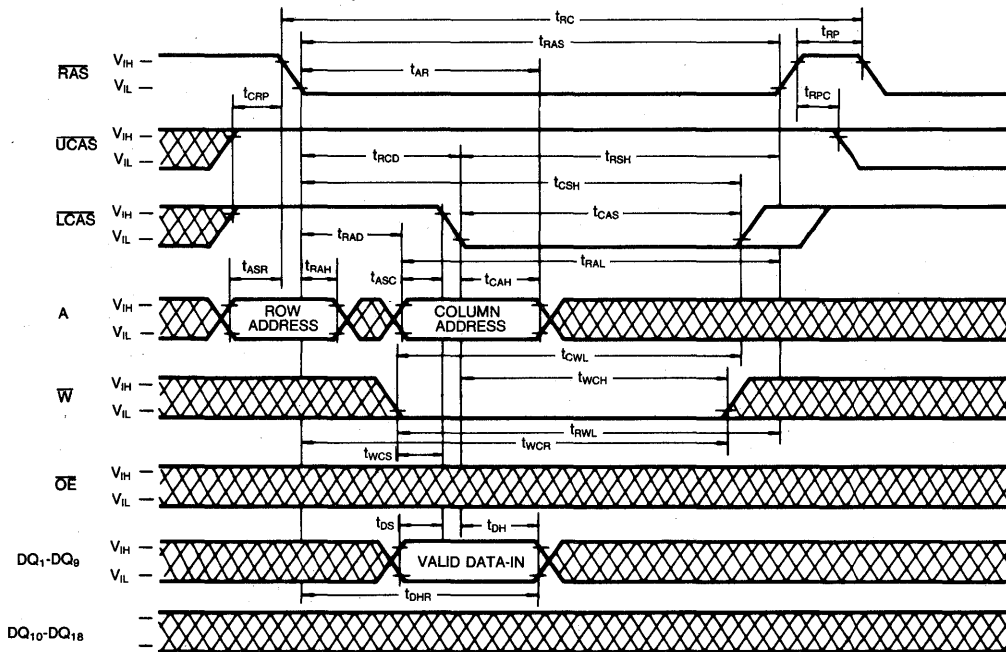 tRC
tRAS
tRP
tAR
RAS
VIH
VIL
tCRP
tRPC
UCAS
VIH
VIL
tRCD
tRSH
tCSH
LCAS
VIH
VIL
tCAS
tRAD
tRAL
tASR
tRAH
tASC
tCAH
A
VIH
VIL
ROW
ADDRESS
COLUMN
ADDRESS
tCWL
tWCH
W
VIH
VIL
tRWL
tWCR
tWCS
OE
VIH
VIL
tDS
tDH
DQ1-DQ9
VIH
VIL
VALID DATA-IN
tDHR
DQ10-DQ18